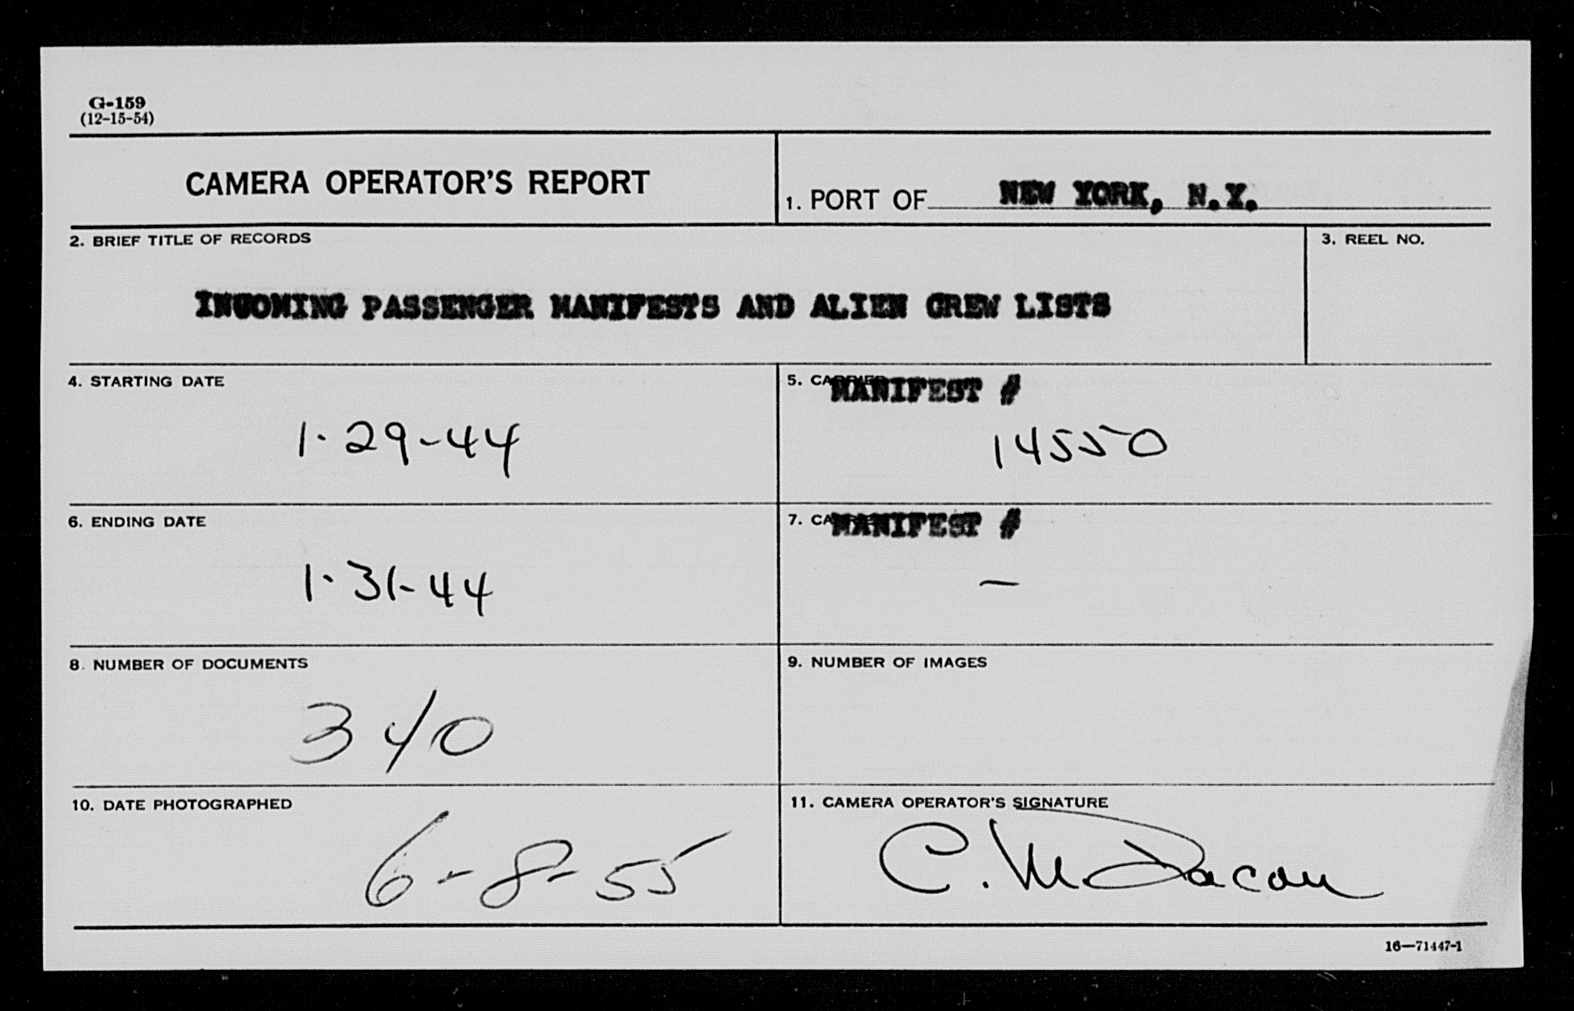 G-159
(12-15-54)
CAMERA OPERATOR'S REPORT
1. PORT OF NEW YORK, N.Y.
2. BRIEF TITLE OF RECORDS
3. REEL NO.
INCOMING PASSENGER MANIFESTS AND ALIEN CREW LISTS
4. STARTING DATE
1-29-44
5. MANIFEST #
14550
6. ENDING DATE
1-31-44
7. MANIFEST #
-
8. NUMBER OF DOCUMENTS
340
9. NUMBER OF IMAGES
10. DATE PHOTOGRAPHED
6-8-55
11. CAMERA OPERATOR'S SIGNATURE
C. M.
16—71447-1